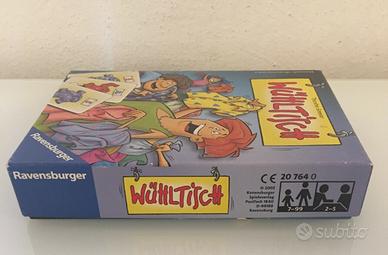 WÜHLTISCH
Ravensburger
Ravensburger
WÜHLTISCH
CE 20 764 0
© 2002
Ravensburger
Spieleverlag
Postfach 1860
D-88188
Ravensburg
7-99
2-5
subito